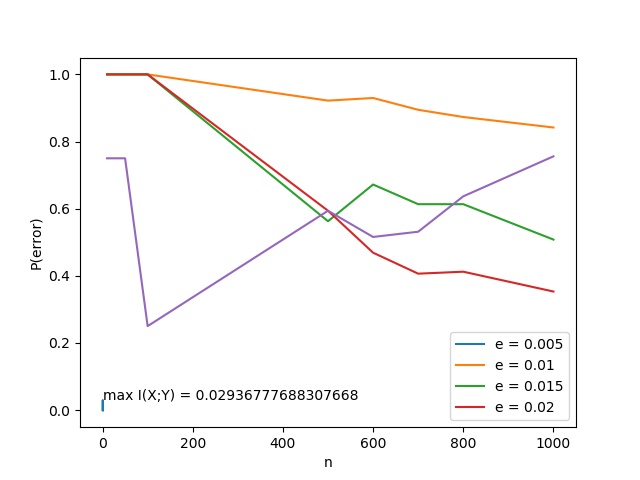 1.0
0.8
0.6
0.4
0.2
0.0
P(error)
max I(X;Y) = 0.02936777688307668
e = 0.005
e = 0.01
e = 0.015
e = 0.02
0 200 400 600 800 1000
n